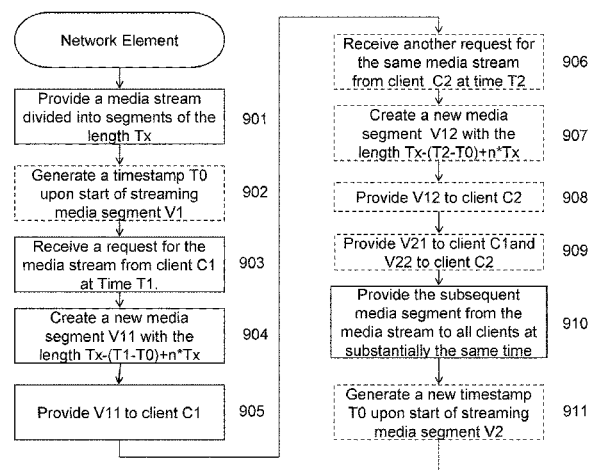 Network Element
Provide a media stream
divided into segments of the
length Tx
901
Generate a timestamp T0
upon start of streaming
media segment V1
902
Receive a request for the
media stream from client C1
at Time T1.
903
Create a new media
segment V11 with the
length Tx-(T1-T0)+n*Tx
904
Provide V11 to client C1
905
Receive another request for
the same media stream
from client C2 at time T2
906
Create a new media
segment V12 with the
length Tx-(T2-T0)+n*Tx
907
Provide V12 to client C2
908
Provide V21 to client C1and
V22 to client C2
909
Provide the subsequent
media segment from the
media stream to all clients at
substantially the same time
910
Generate a new timestamp
T0 upon start of streaming
media segment V2
911